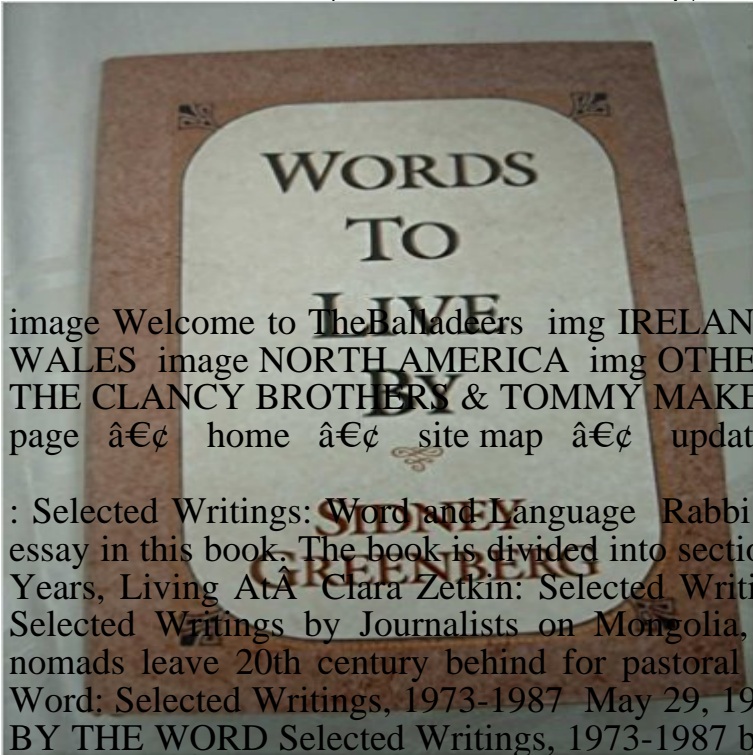 WORDS
TO
LIVE
BY
SIDNEY
GREENBERG
image Welcome to TheBalladeers img IRELAN
WALES image NORTH AMERICA img OTHE
THE CLANCY BROTHERS & TOMMY MAKE
page â€¢ home â€¢ site map â€¢ updat
: Selected Writings: Word and Language Rabbi
essay in this book. The book is divided into sectio
Years, Living AtÂ Clara Zetkin: Selected Writi
Selected Writings by Journalists on Mongolia,
nomads leave 20th century behind for pastoral
Word: Selected Writings, 1973-1987 May 29, 19
BY THE WORD Selected Writings, 1973-1987 b